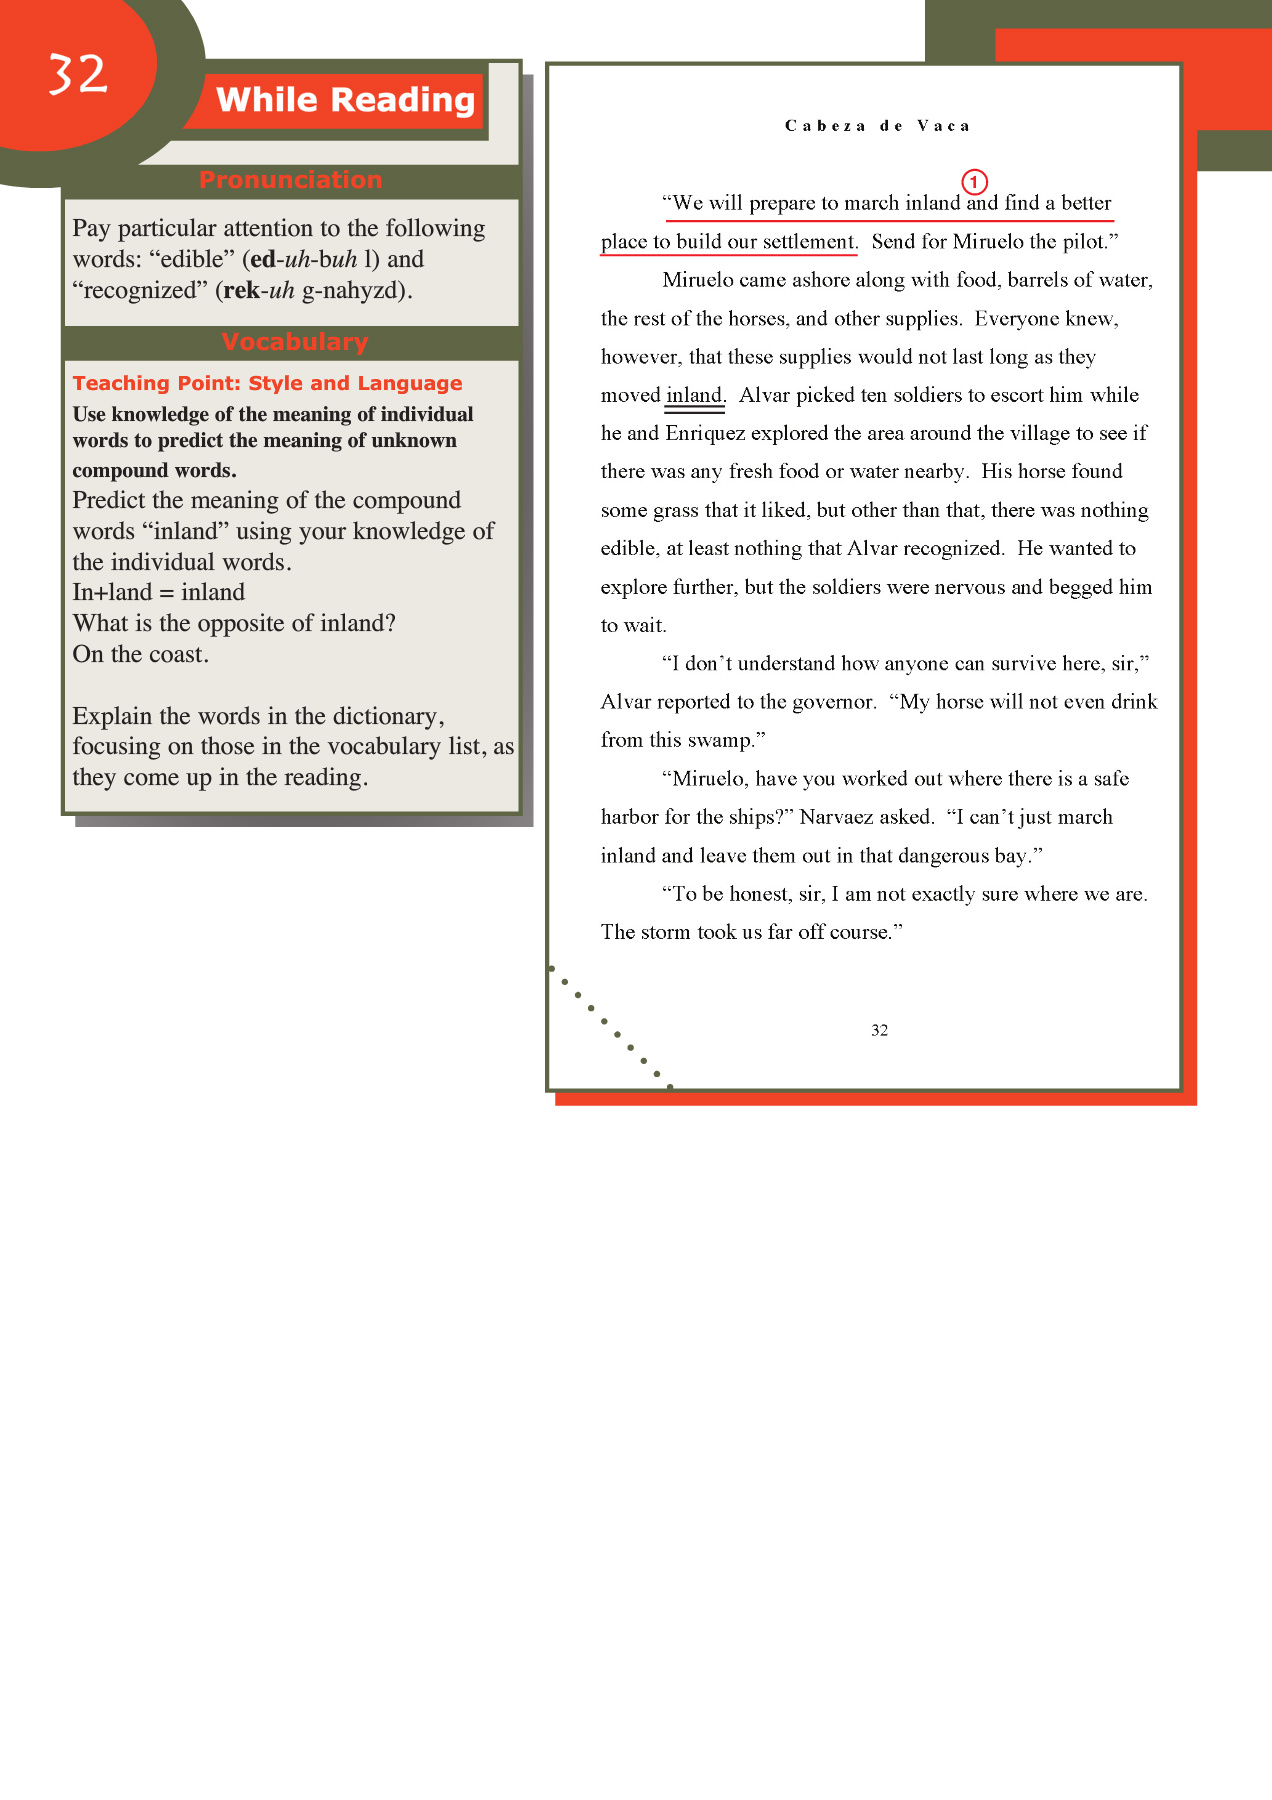 32
While Reading
Pronunciation
Pay particular attention to the following
words: “edible” (ed-uh-buh l) and
“recognized” (rek-uh g-nahyzd).
Vocabulary
Teaching Point: Style and Language
Use knowledge of the meaning of individual
words to predict the meaning of unknown
compound words.
Predict the meaning of the compound
words “inland” using your knowledge of
the individual words.
In+land = inland
What is the opposite of inland?
On the coast.
Explain the words in the dictionary,
focusing on those in the vocabulary list, as
they come up in the reading.
Cabeza de Vaca
1
“We will prepare to march inland and find a better
place to build our settlement. Send for Miruelo the pilot.”
Miruelo came ashore along with food, barrels of water,
the rest of the horses, and other supplies. Everyone knew,
however, that these supplies would not last long as they
moved inland. Alvar picked ten soldiers to escort him while
he and Enriquez explored the area around the village to see if
there was any fresh food or water nearby. His horse found
some grass that it liked, but other than that, there was nothing
edible, at least nothing that Alvar recognized. He wanted to
explore further, but the soldiers were nervous and begged him
to wait.
“I don’t understand how anyone can survive here, sir,”
Alvar reported to the governor. “My horse will not even drink
from this swamp.”
“Miruelo, have you worked out where there is a safe
harbor for the ships?” Narvaez asked. “I can’t just march
inland and leave them out in that dangerous bay.”
“To be honest, sir, I am not exactly sure where we are.
The storm took us far off course.”
32